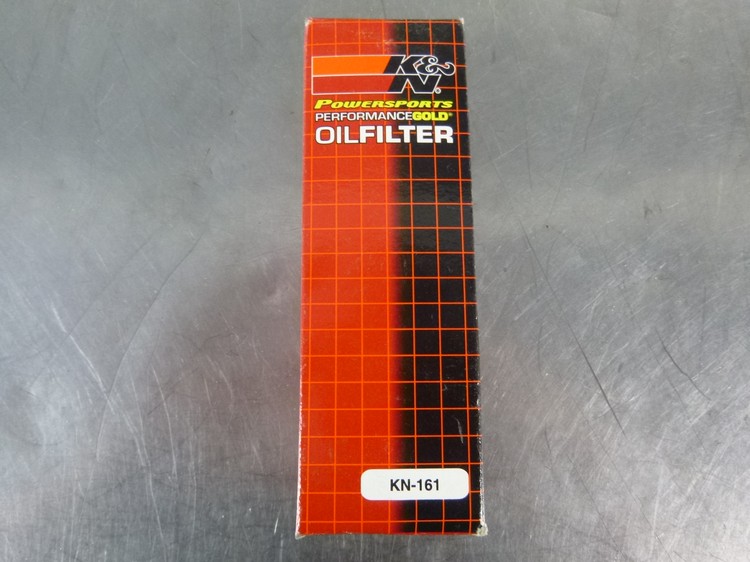 K&N®
POWERSPORTS
PERFORMANCEGOLD®
OILFILTER
KN-161